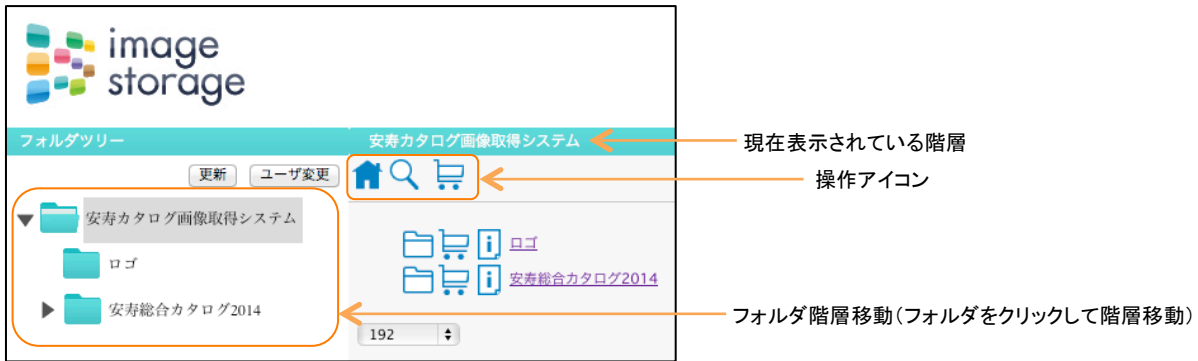 image
storage
フォルダツリー
安寿カタログ画像取得システム
現在表示されている階層
更新
ユーザ変更
操作アイコン
安寿カタログ画像取得システム
ロゴ
安寿総合カタログ2014
ロゴ
安寿総合カタログ2014
192
フォルダ階層移動(フォルダをクリックして階層移動)